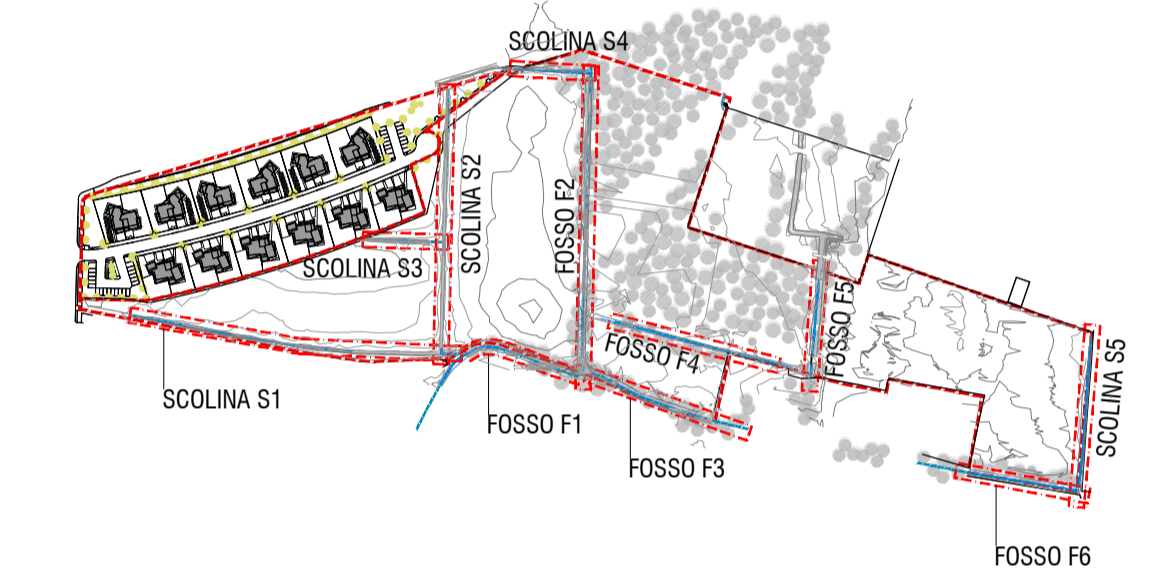 SCOLINA S4
SCOLINA S2
FOSSO F2
SCOLINA S3
FOSSO F5
FOSSO F4
SCOLINA S5
SCOLINA S1
FOSSO F1
FOSSO F3
FOSSO F6